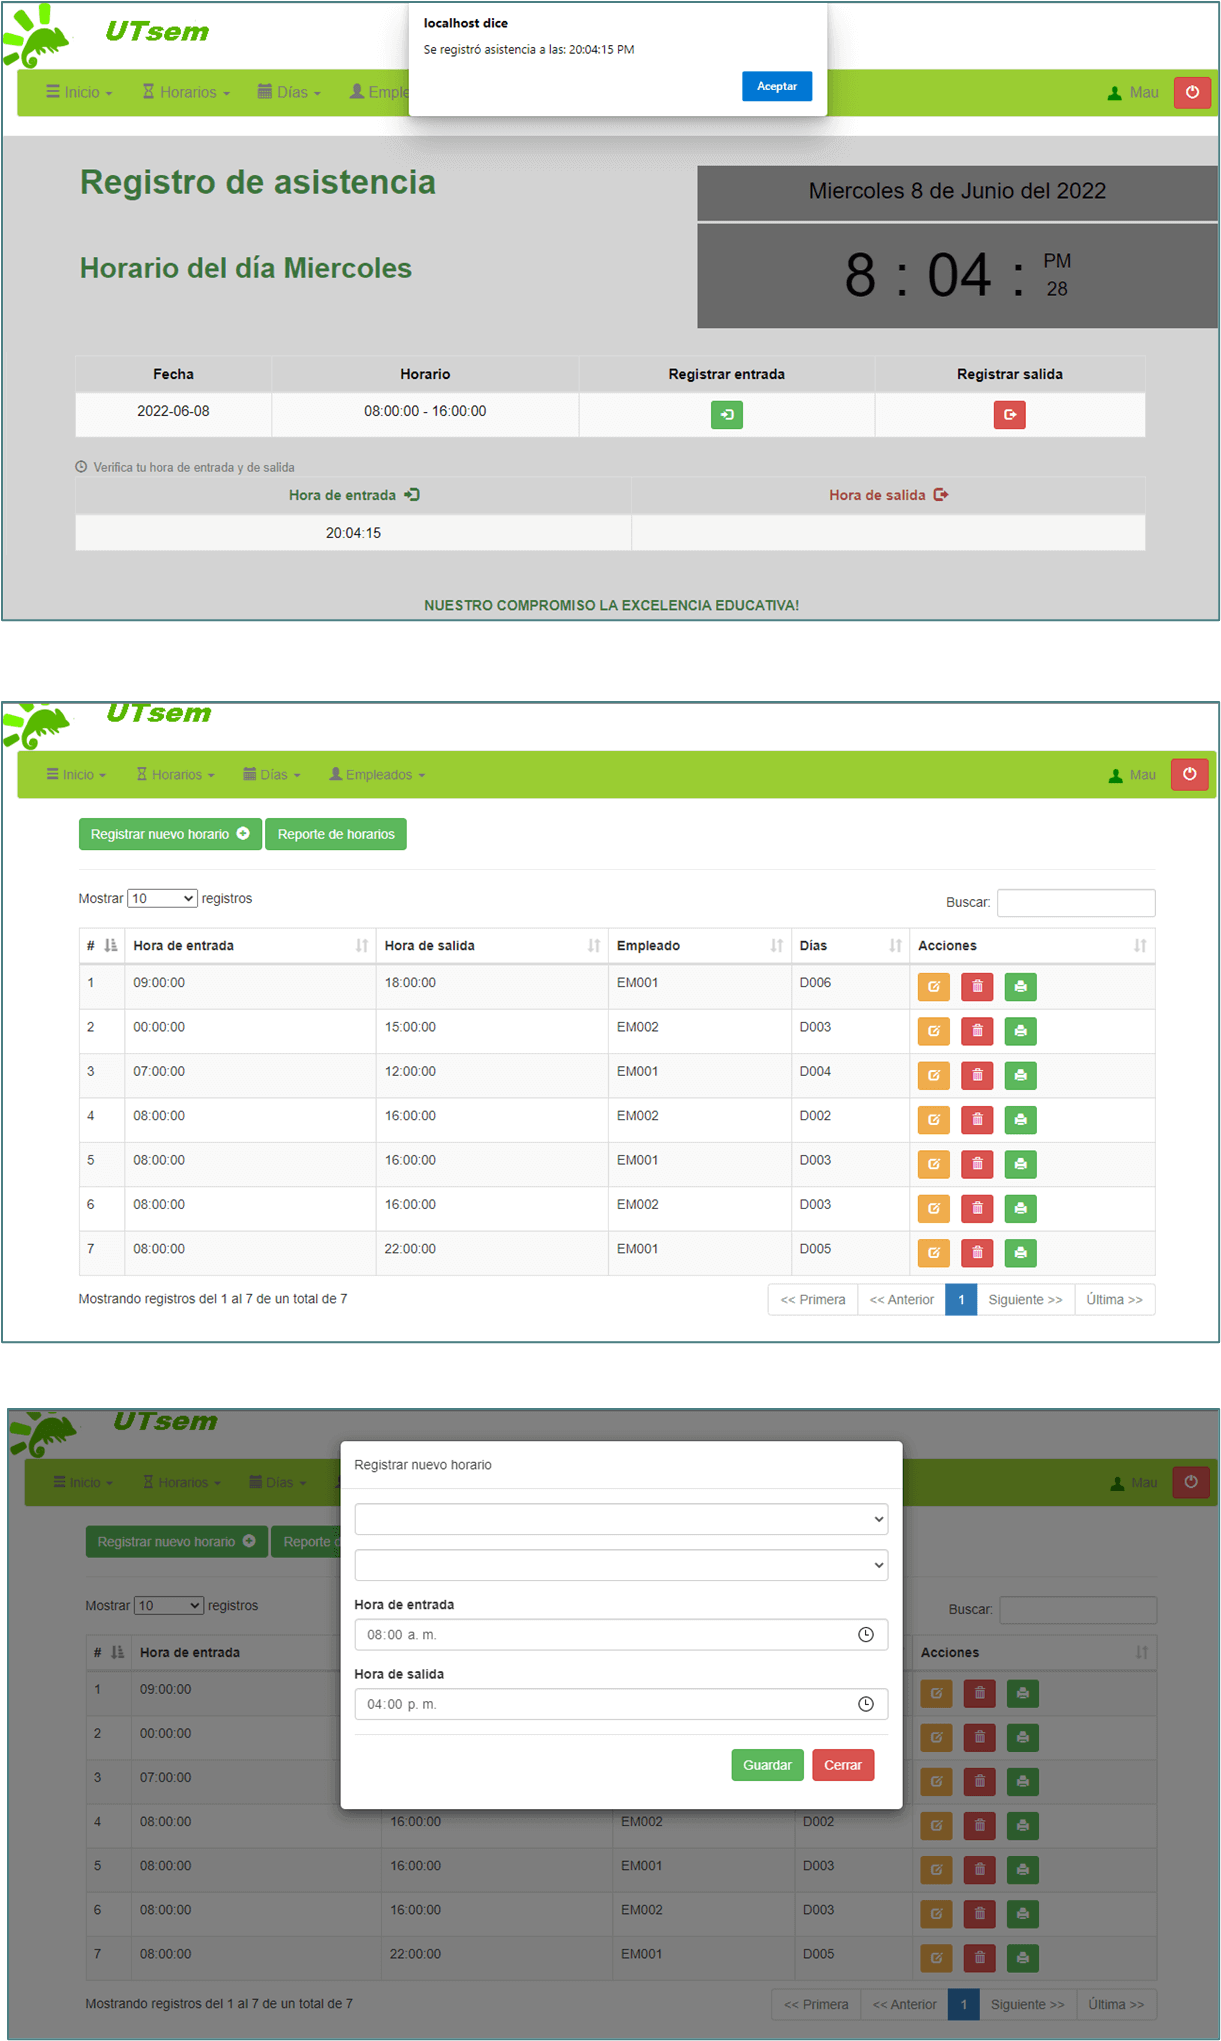 UTsem
localhost dice
Se registró asistencia a las: 20:04:15 PM
Aceptar
Inicio Horarios Días Emple Mau
Registro de asistencia
Miercoles 8 de Junio del 2022
Horario del día Miercoles
8 : 04 : PM 28
Fecha Horario Registrar entrada Registrar salida
2022-06-08 08:00:00 - 16:00:00
Verifica tu hora de entrada y de salida
Hora de entrada Hora de salida
20:04:15
NUESTRO COMPROMISO LA EXCELENCIA EDUCATIVA!
UTsem
Inicio Horarios Días Empleados Mau
Registrar nuevo horario Reporte de horarios
Mostrar 10 registros Buscar:
# Hora de entrada Hora de salida Empleado Dias Acciones
1 09:00:00 18:00:00 EM001 D006
2 00:00:00 15:00:00 EM002 D003
3 07:00:00 12:00:00 EM001 D004
4 08:00:00 16:00:00 EM002 D002
5 08:00:00 16:00:00 EM001 D003
6 08:00:00 16:00:00 EM002 D003
7 08:00:00 22:00:00 EM001 D005
Mostrando registros del 1 al 7 de un total de 7 << Primera << Anterior 1 Siguiente >> Última >>
UTsem
Inicio Horarios Días Mau
Registrar nuevo horario
Registrar nuevo horario Reporte d
Mostrar 10 registros Buscar:
Hora de entrada
08:00 a. m.
Hora de salida
04:00 p. m.
Guardar Cerrar
# Hora de entrada Acciones
1 09:00:00
2 00:00:00
3 07:00:00
4 08:00:00 16:00:00 EM002 D002
5 08:00:00 16:00:00 EM001 D003
6 08:00:00 16:00:00 EM002 D003
7 08:00:00 22:00:00 EM001 D005
Mostrando registros del 1 al 7 de un total de 7 << Primera << Anterior 1 Siguiente >> Última >>